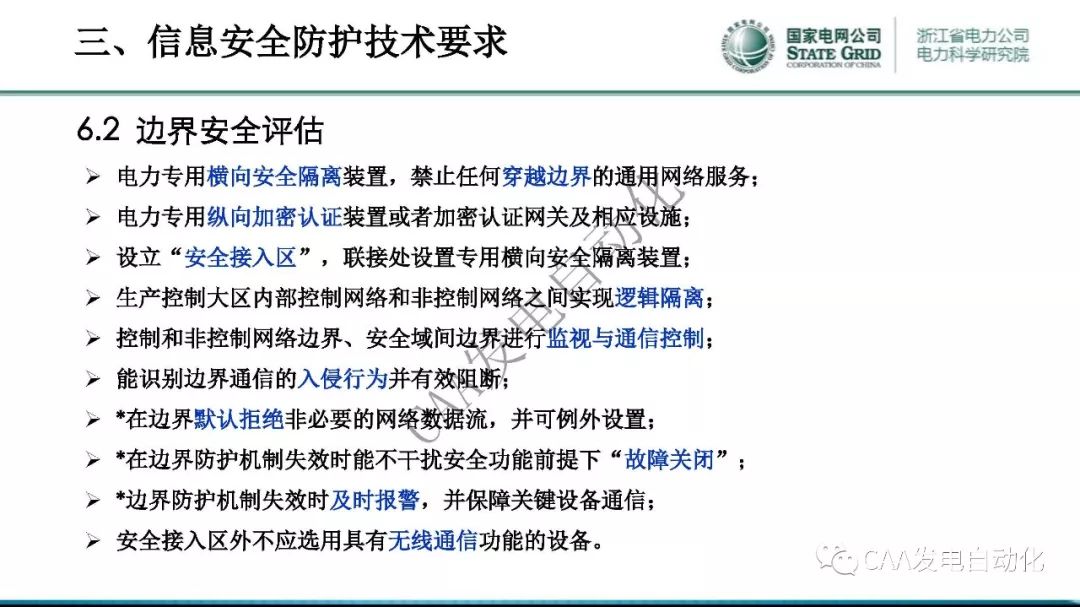 三、信息安全防护技术要求
国家电网公司
STATE GRID
CORPORATION OF CHINA
浙江省电力公司
电力科学研究院
6.2 边界安全评估
➢ 电力专用横向安全隔离装置，禁止任何穿越边界的通用网络服务；
➢ 电力专用纵向加密认证装置或者加密认证网关及相应设施；
➢ 设立“安全接入区”，联接处设置专用横向安全隔离装置；
➢ 生产控制大区内部控制网络和非控制网络之间实现逻辑隔离；
➢ 控制和非控制网络边界、安全域间边界进行监视与通信控制；
➢ 能识别边界通信的入侵行为并有效阻断；
➢ *在边界默认拒绝非必要的网络数据流，并可例外设置；
➢ *在边界防护机制失效时能不干扰安全功能前提下“故障关闭”；
➢ *边界防护机制失效时及时报警，并保障关键设备通信；
➢ 安全接入区外不应选用具有无线通信功能的设备。
CAA发电自动化
CAA发电自动化